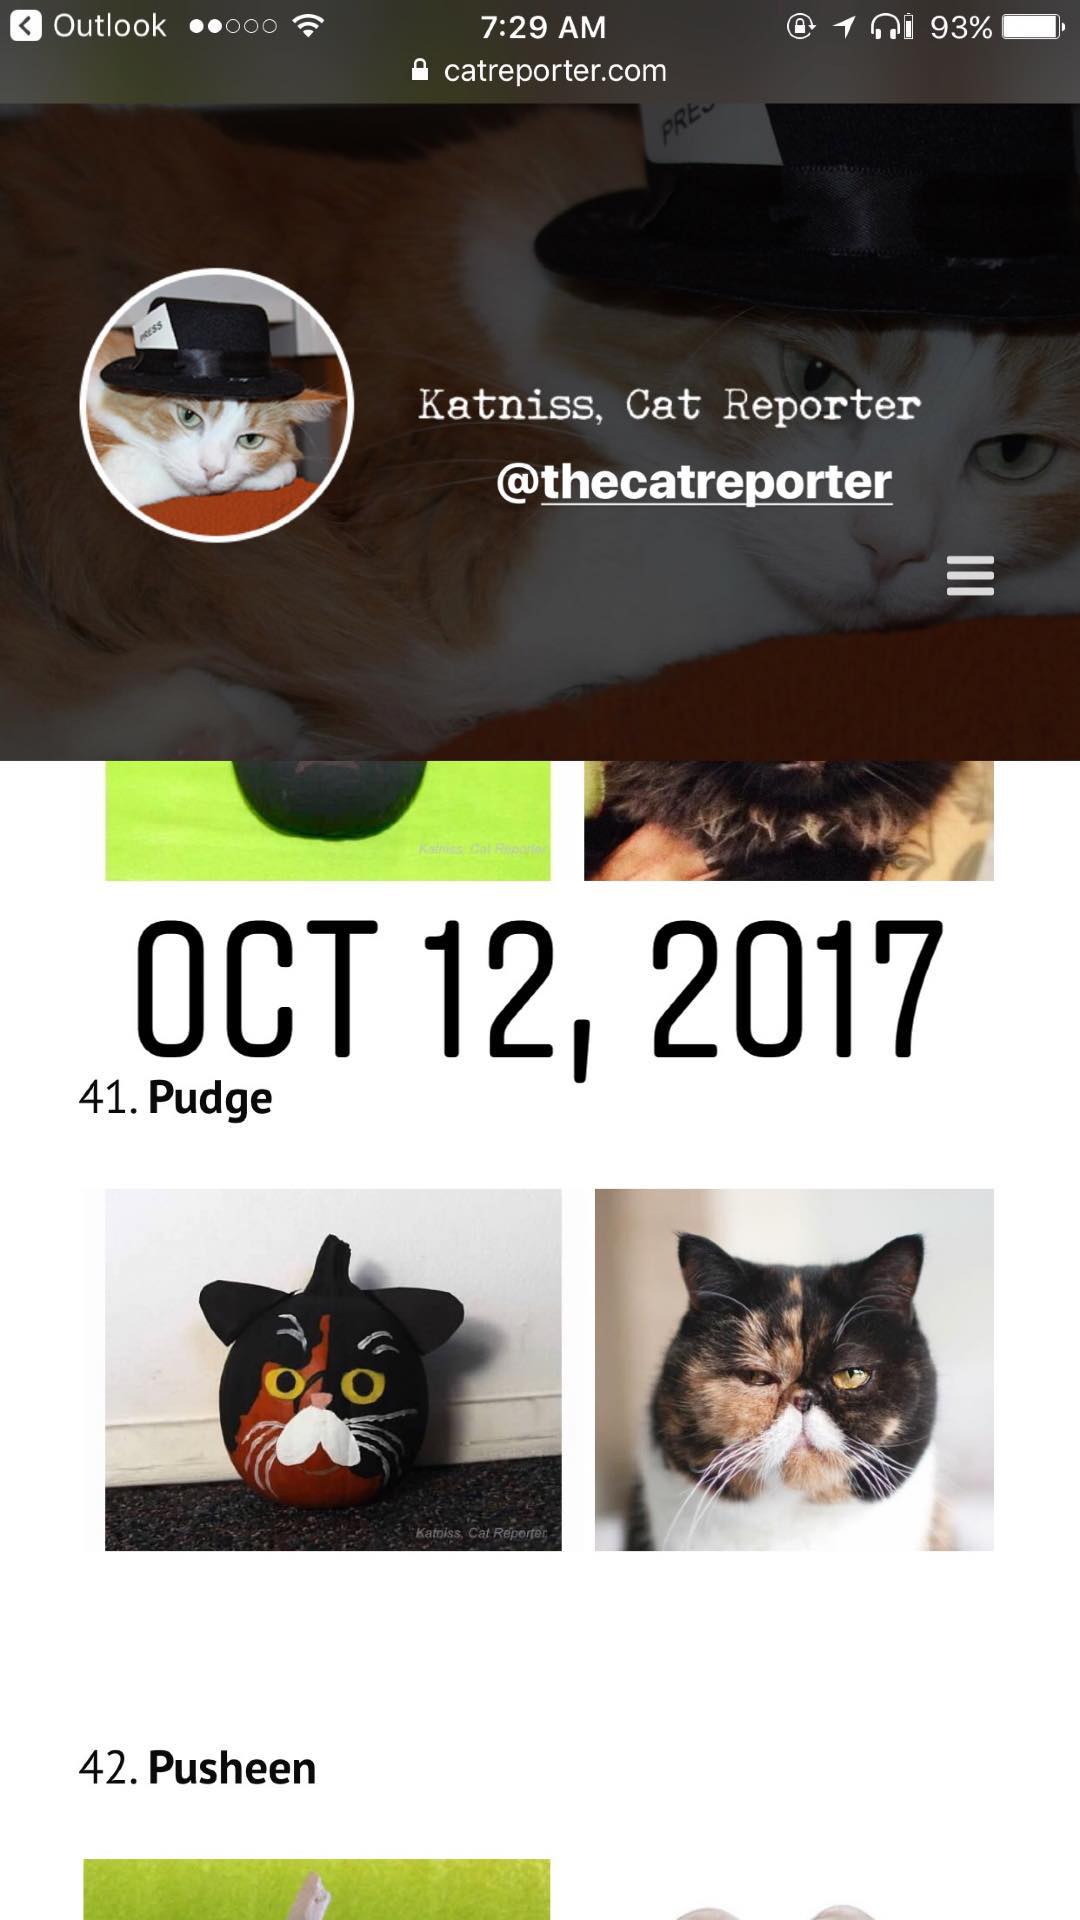 Outlook 7:29 AM 93%
catreporter.com
PRES
PRESS
Katniss, Cat Reporter
@thecatreporter
Katniss, Cat Reporter
OCT 12, 2017
41. Pudge
Katniss, Cat Reporter
42. Pusheen